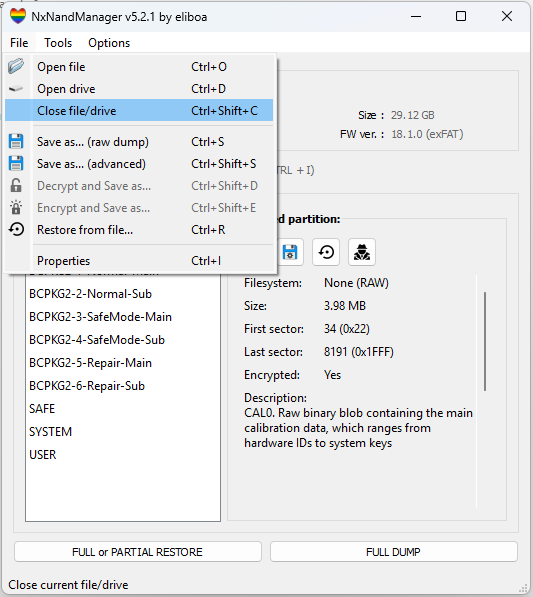 NxNandManager v5.2.1 by eliboa
File Tools Options
Open file Ctrl+O
Open drive Ctrl+D
Close file/drive Ctrl+Shift+C
Save as... (raw dump) Ctrl+S
Save as... (advanced) Ctrl+Shift+S
Decrypt and Save as... Ctrl+Shift+D
Encrypt and Save as... Ctrl+Shift+E
Restore from file... Ctrl+R
Properties Ctrl+I
Size : 29.12 GB
FW ver. : 18.1.0 (exFAT)
TRL + I)
d partition:
BCPKG2-2-Normal-Sub
BCPKG2-3-SafeMode-Main
BCPKG2-4-SafeMode-Sub
BCPKG2-5-Repair-Main
BCPKG2-6-Repair-Sub
SAFE
SYSTEM
USER
Filesystem: None (RAW)
Size: 3.98 MB
First sector: 34 (0x22)
Last sector: 8191 (0x1FFF)
Encrypted: Yes
Description:
CAL0. Raw binary blob containing the main
calibration data, which ranges from
hardware IDs to system keys
FULL or PARTIAL RESTORE
FULL DUMP
Close current file/drive